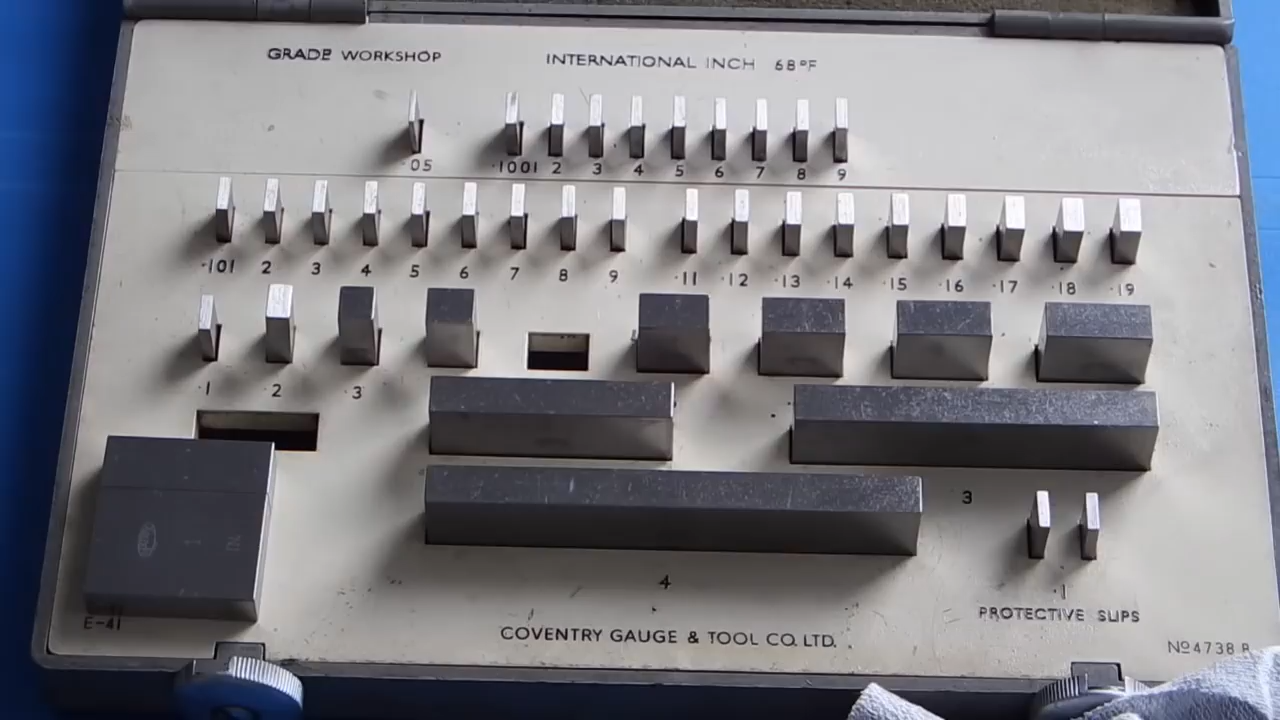 GRADE WORKSHOP INTERNATIONAL INCH 68°F
·05 ·1001 2 3 4 5 6 7 8 9
·101 2 3 4 5 6 7 8 9 ·11 ·12 ·13 ·14 ·15 ·16 ·17 ·18 ·19
·1 ·2 ·3
3
4
·1
PROTECTIVE SLIPS
E-41
COVENTRY GAUGE & TOOL CO. LTD.
Nº4738 B